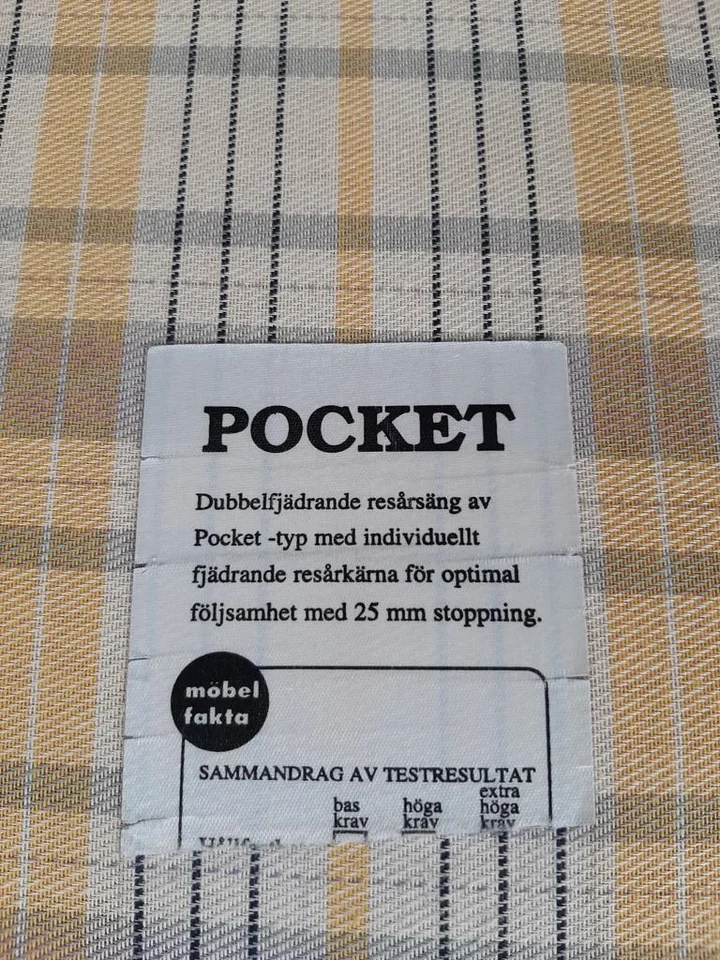 POCKET
Dubbelfjädrande resårsäng av
Pocket -typ med individuellt
fjädrande resårkärna för optimal
följsamhet med 25 mm stoppning.
möbel
fakta
SAMMANDRAG AV TESTRESULTAT
bas krav
höga krav
extra höga krav